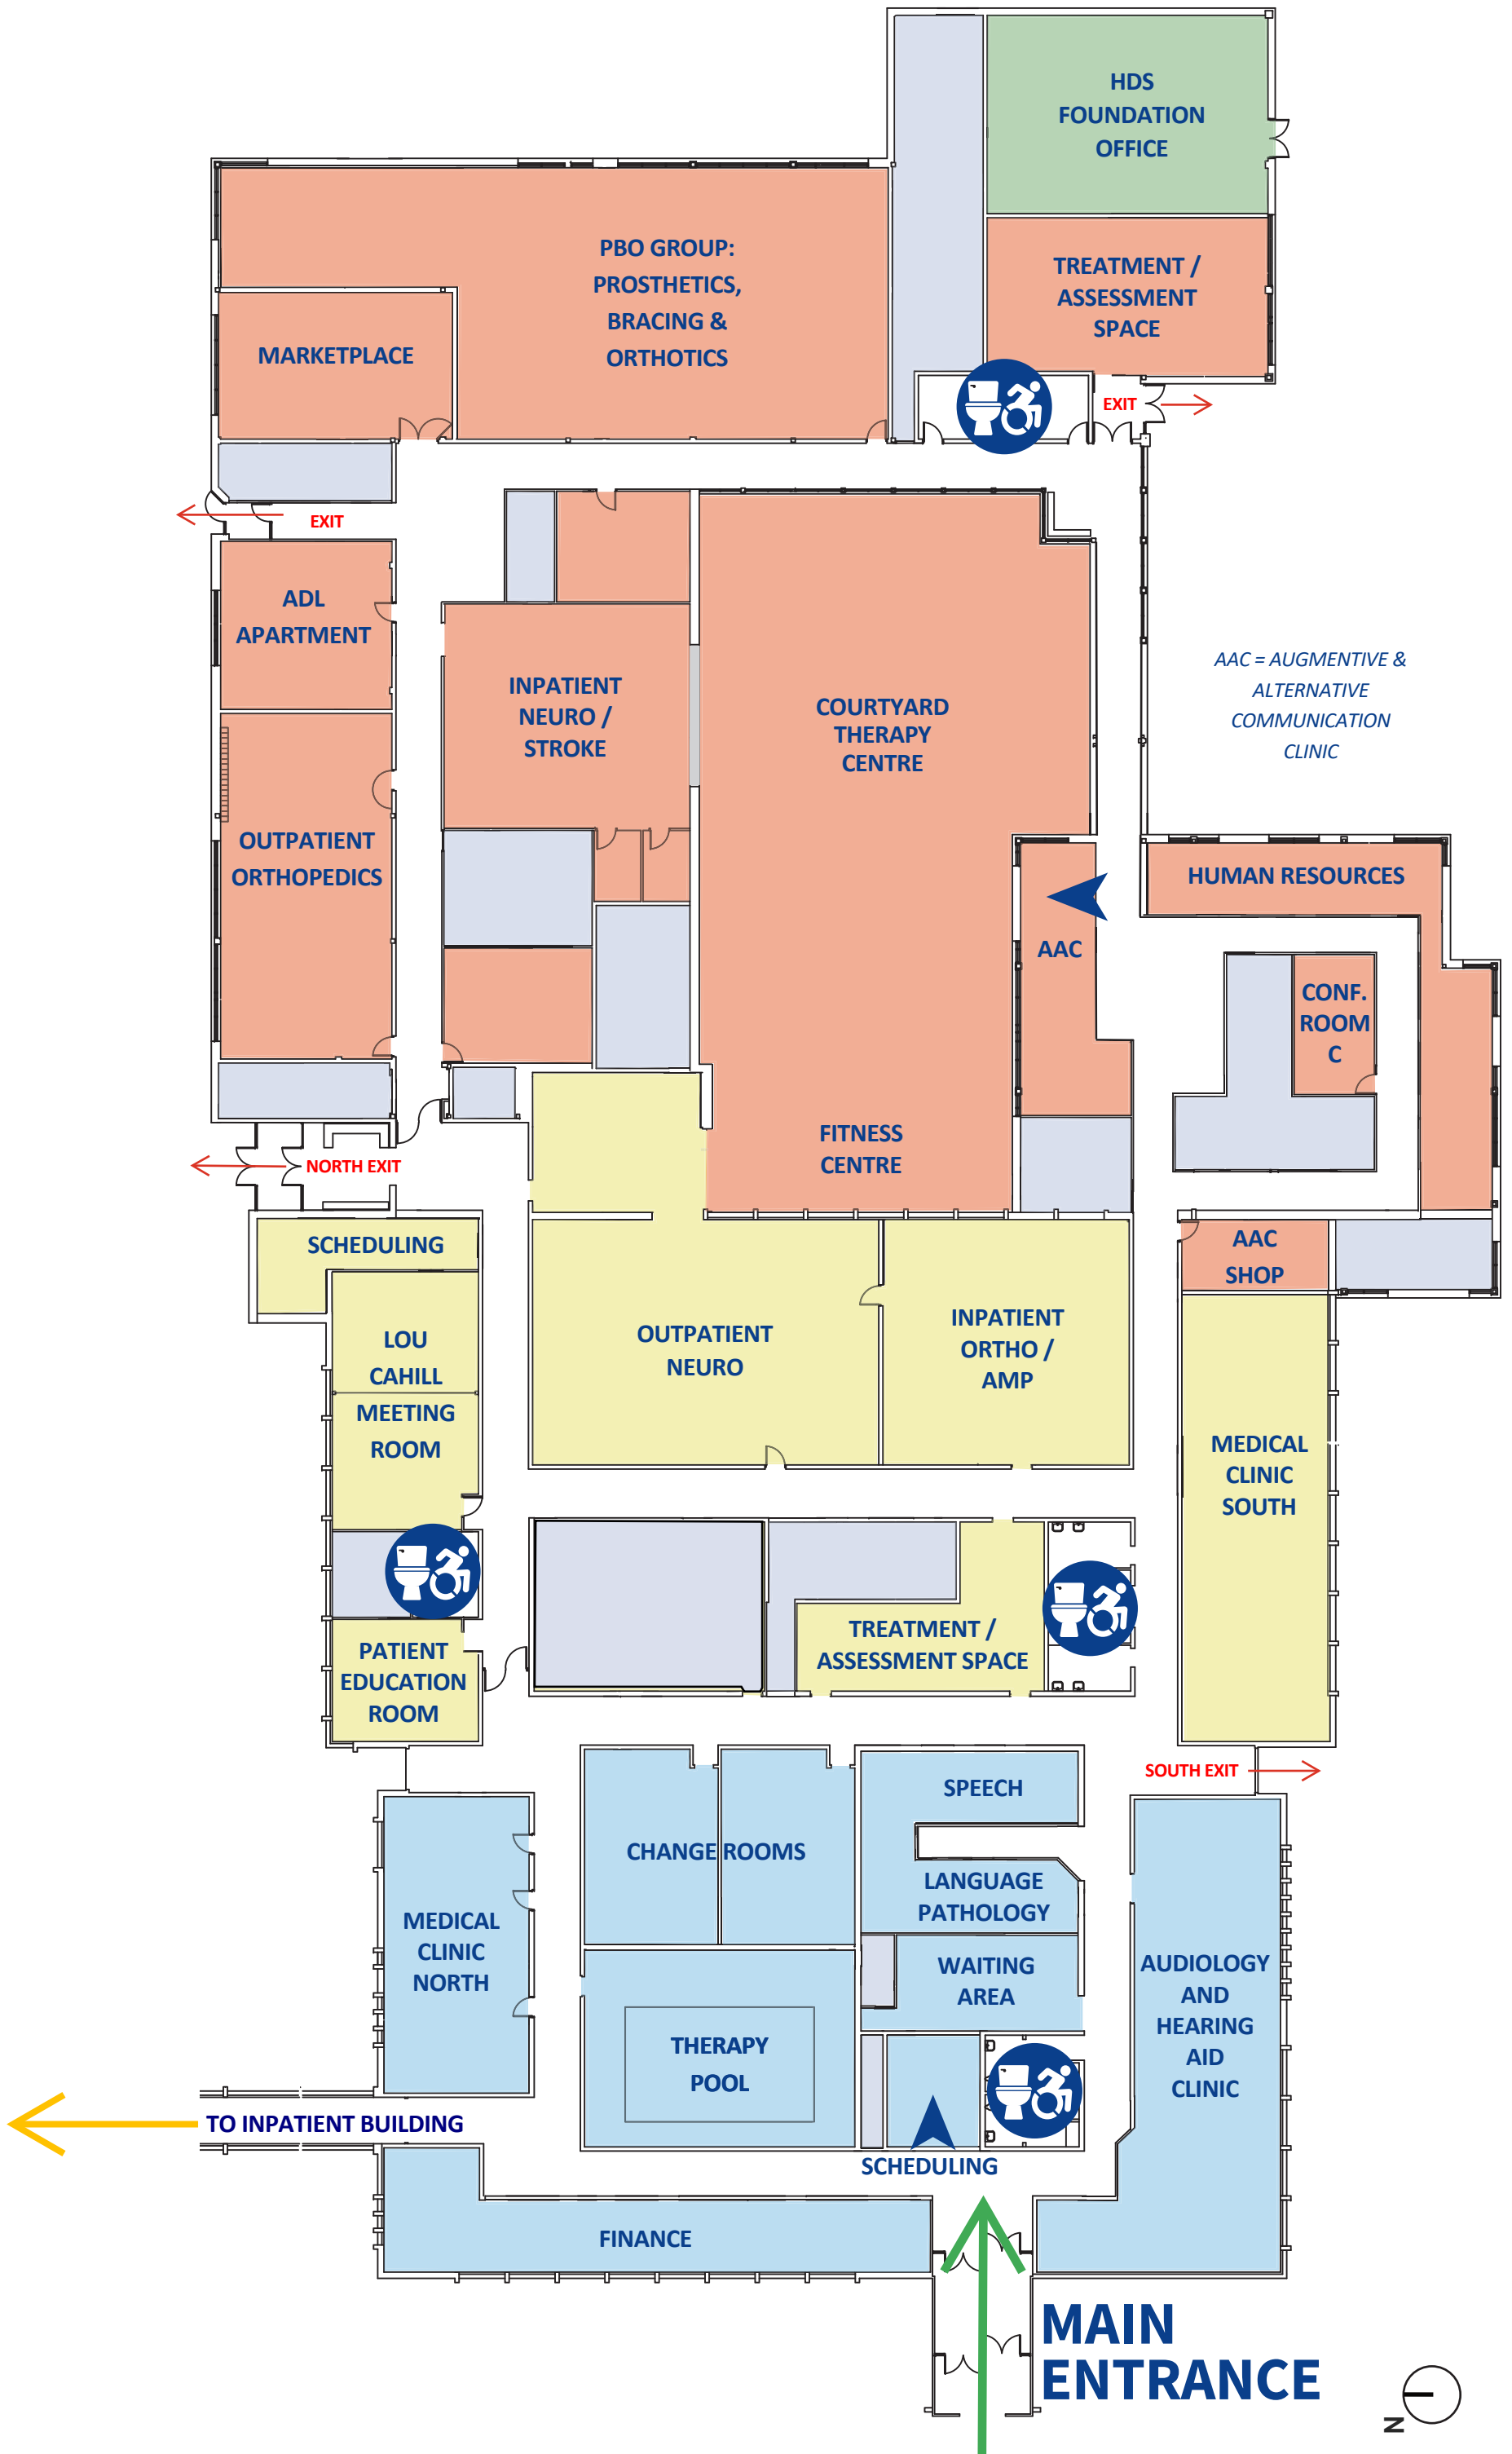 HDS
FOUNDATION
OFFICE
PBO GROUP:
PROSTHETICS,
BRACING &
ORTHOTICS
TREATMENT /
ASSESSMENT
SPACE
MARKETPLACE
EXIT
EXIT
ADL
APARTMENT
INPATIENT
NEURO /
STROKE
COURTYARD
THERAPY
CENTRE
AAC = AUGMENTIVE &
ALTERNATIVE
COMMUNICATION
CLINIC
OUTPATIENT
ORTHOPEDICS
HUMAN RESOURCES
AAC
CONF.
ROOM
C
FITNESS
CENTRE
NORTH EXIT
SCHEDULING
AAC
SHOP
LOU
CAHILL
MEETING
ROOM
OUTPATIENT
NEURO
INPATIENT
ORTHO /
AMP
MEDICAL
CLINIC
SOUTH
PATIENT
EDUCATION
ROOM
TREATMENT /
ASSESSMENT SPACE
SOUTH EXIT
CHANGE ROOMS
SPEECH
LANGUAGE
PATHOLOGY
MEDICAL
CLINIC
NORTH
WAITING
AREA
AUDIOLOGY
AND
HEARING
AID
CLINIC
THERAPY
POOL
TO INPATIENT BUILDING
SCHEDULING
FINANCE
MAIN
ENTRANCE
N